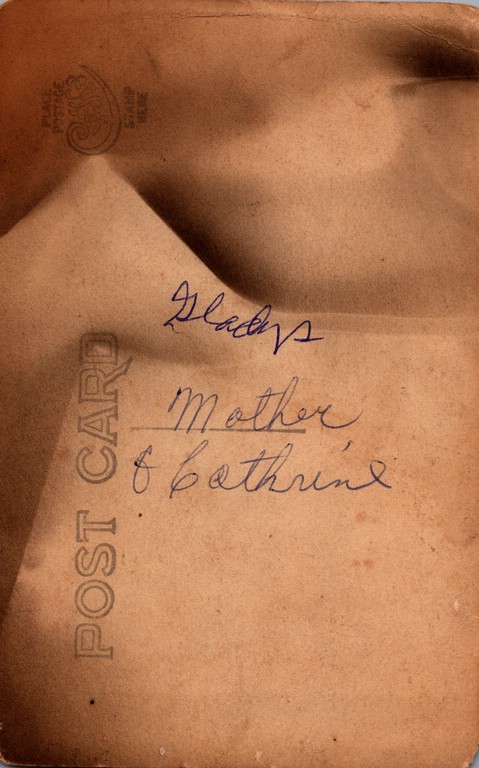 PLACE
POSTAGE
STAMP
HERE
POST CARD
Gladys
Mother
& Cathrine